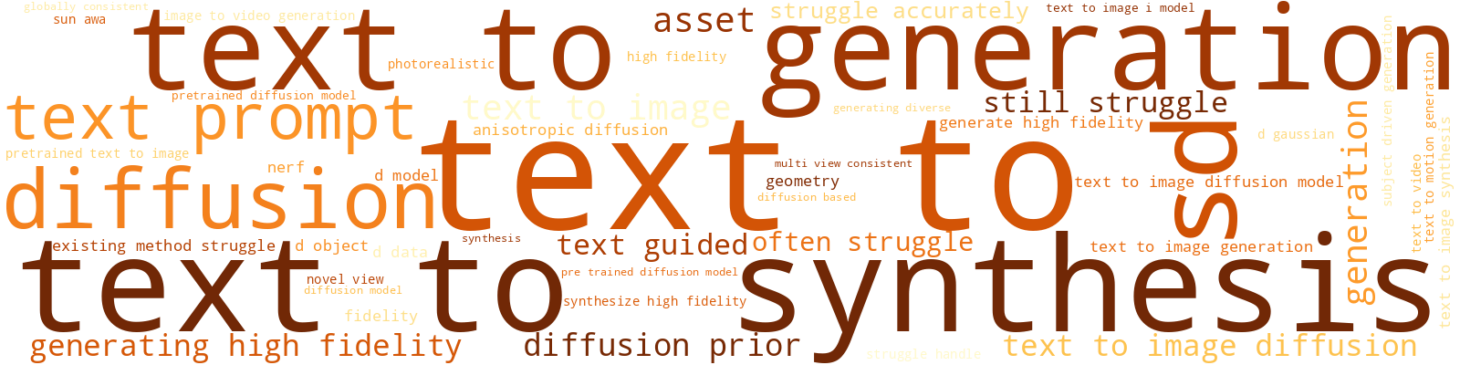 globally consistent
sun awa
image to video generation
text to generation
asset
struggle accurately
text to image i model
photorealistic
high fidelity
pretrained diffusion model
text prompt
text to image
generating diverse
still struggle
anisotropic diffusion
generate high fidelity
sds
d gaussian
generation
subject driven generation
text to video
text to motion generation
text to image synthesis
pretrained text to image
nerf
d model
diffusion
text to
multi view consistent
geometry
diffusion based
text to image diffusion model
existing method struggle
d object
d data
synthesis
text guided
often struggle
text to image generation
text to synthesis
novel view
diffusion model
pre trained diffusion model
synthesize high fidelity
fidelity
generating high fidelity
diffusion prior
struggle handle
text to image diffusion